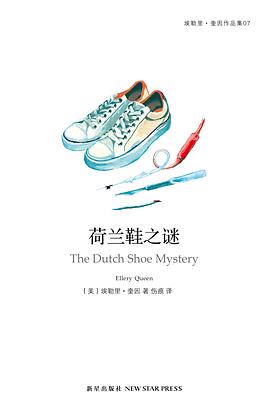 埃勒里·奎因作品集07
荷兰鞋之谜
The Dutch Shoe Mystery
Ellery Queen
[美]埃勒里·奎因 著 伤痕 译
新星出版社 NEW STAR PRESS